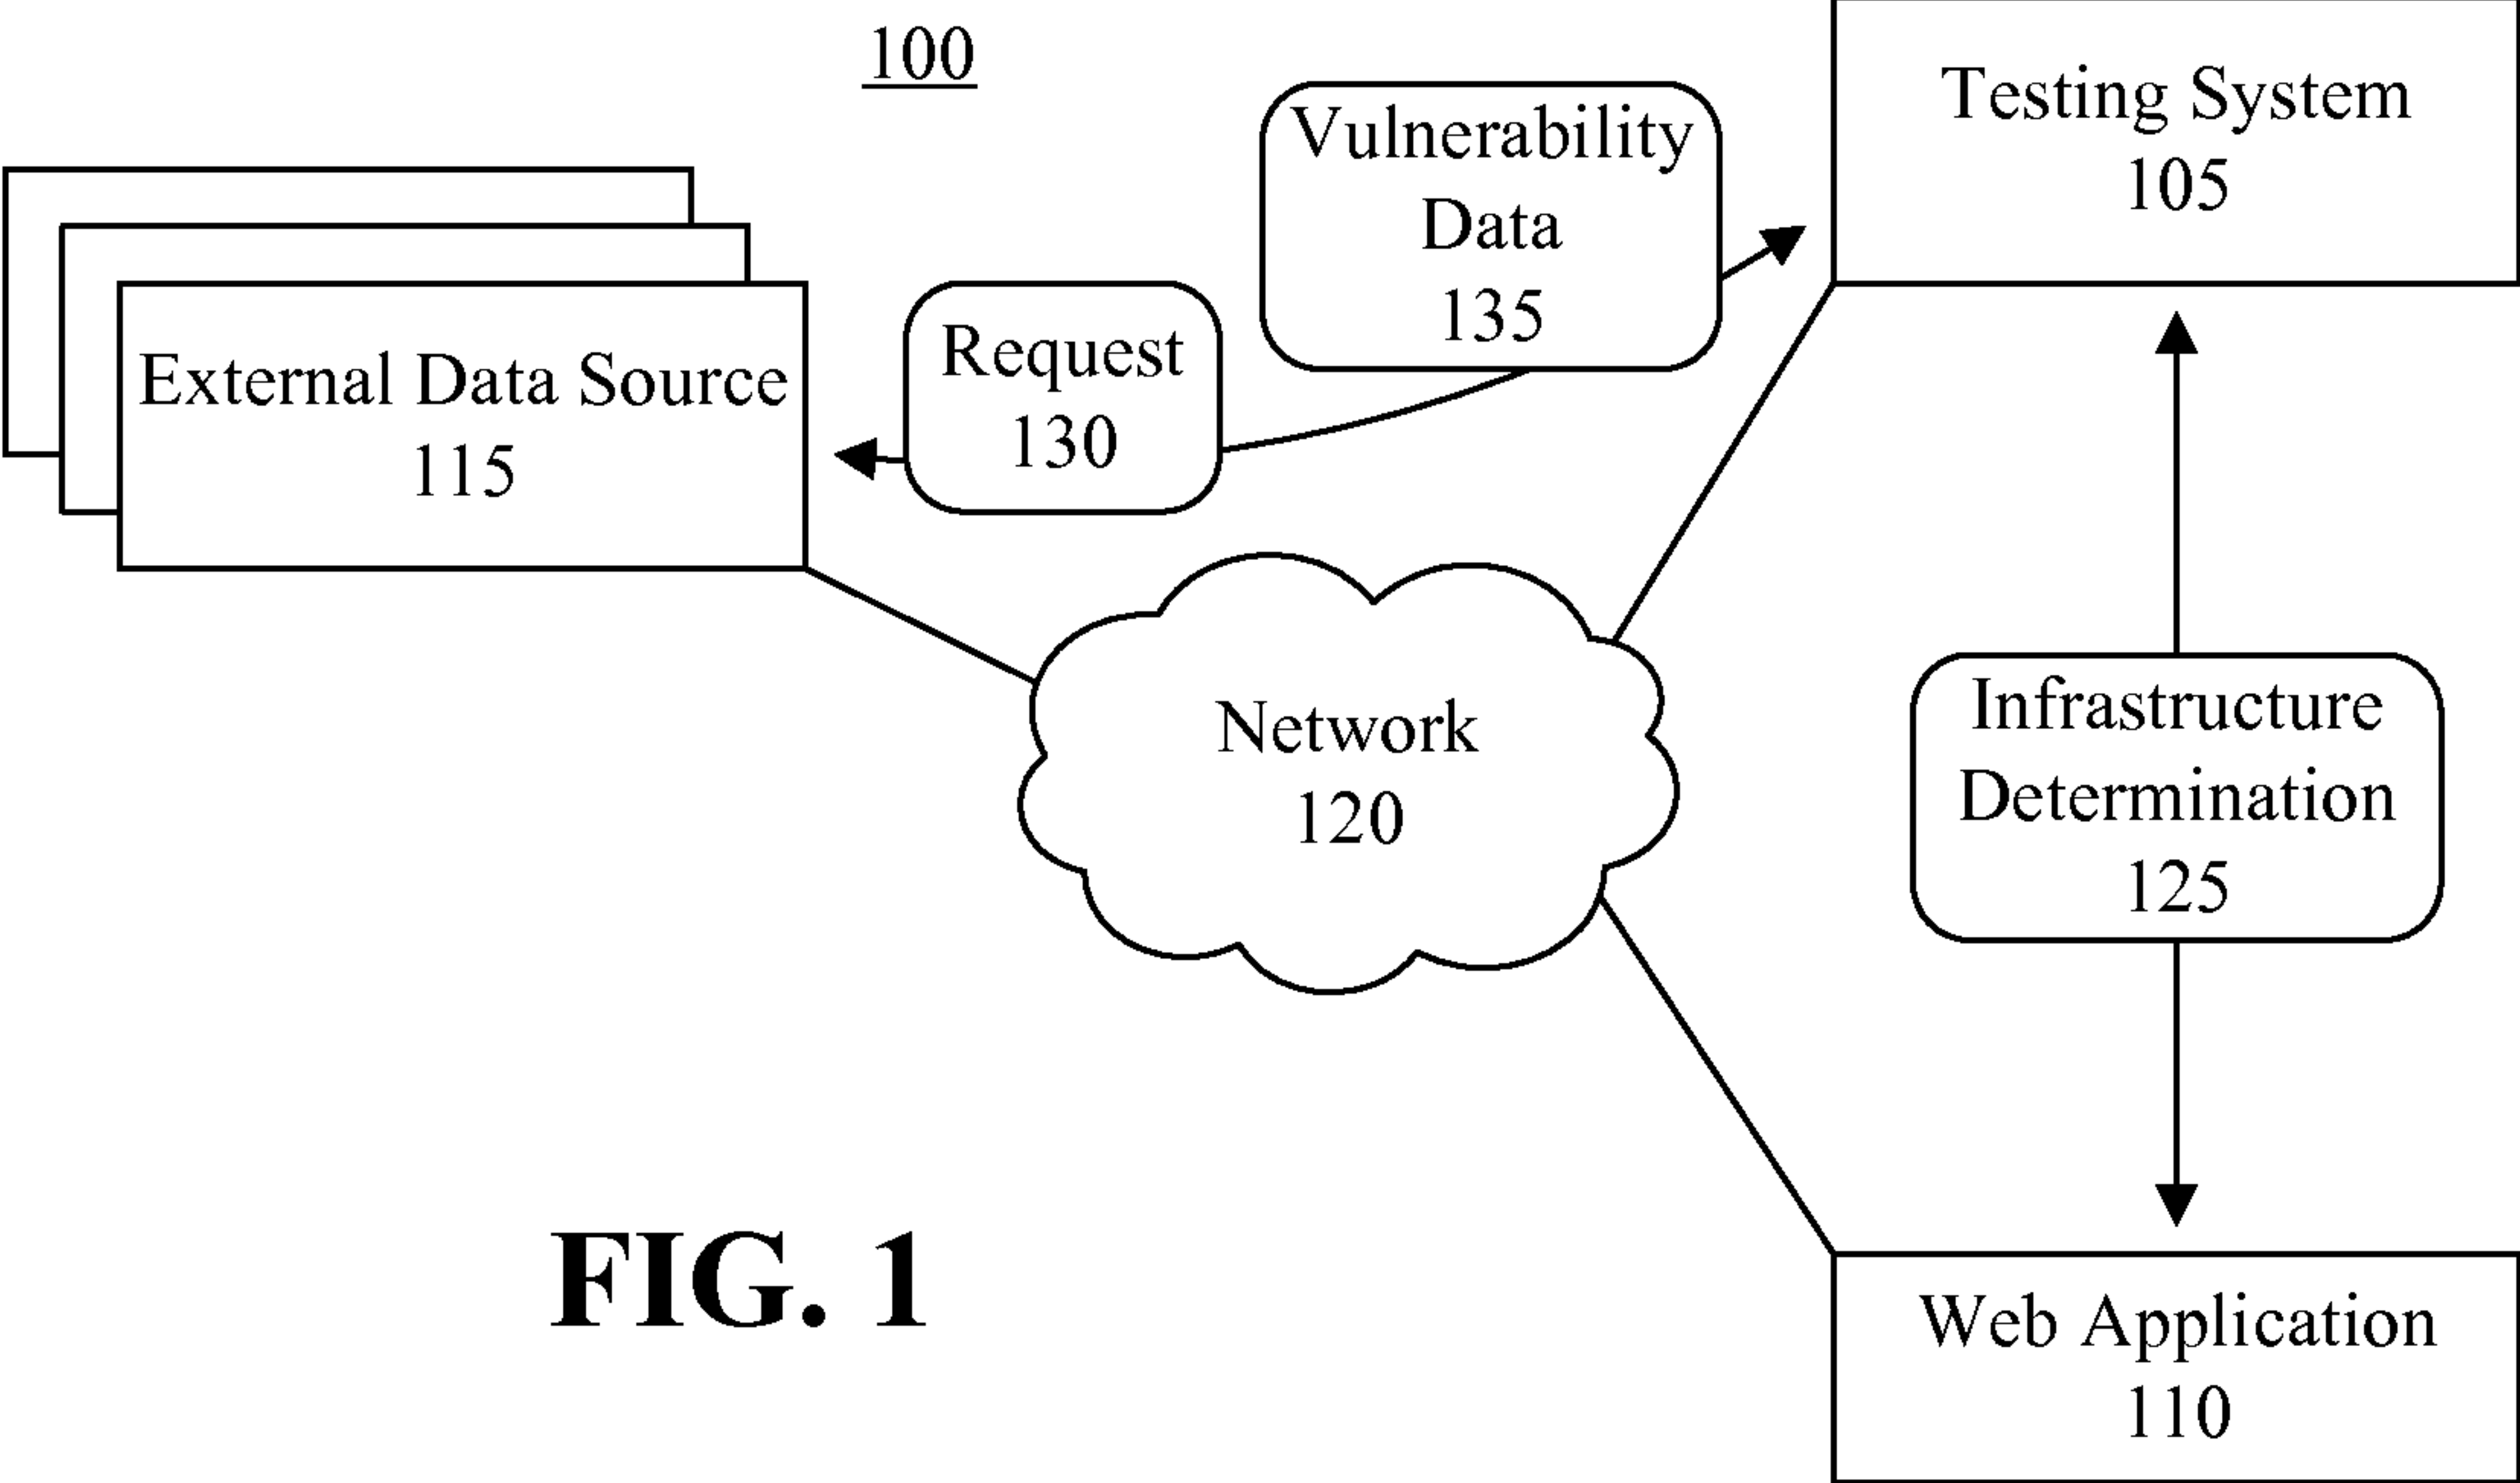 100
Testing System
105
Vulnerability
Data
135
Request
130
External Data Source
115
Network
120
Infrastructure
Determination
125
Web Application
110
FIG. 1